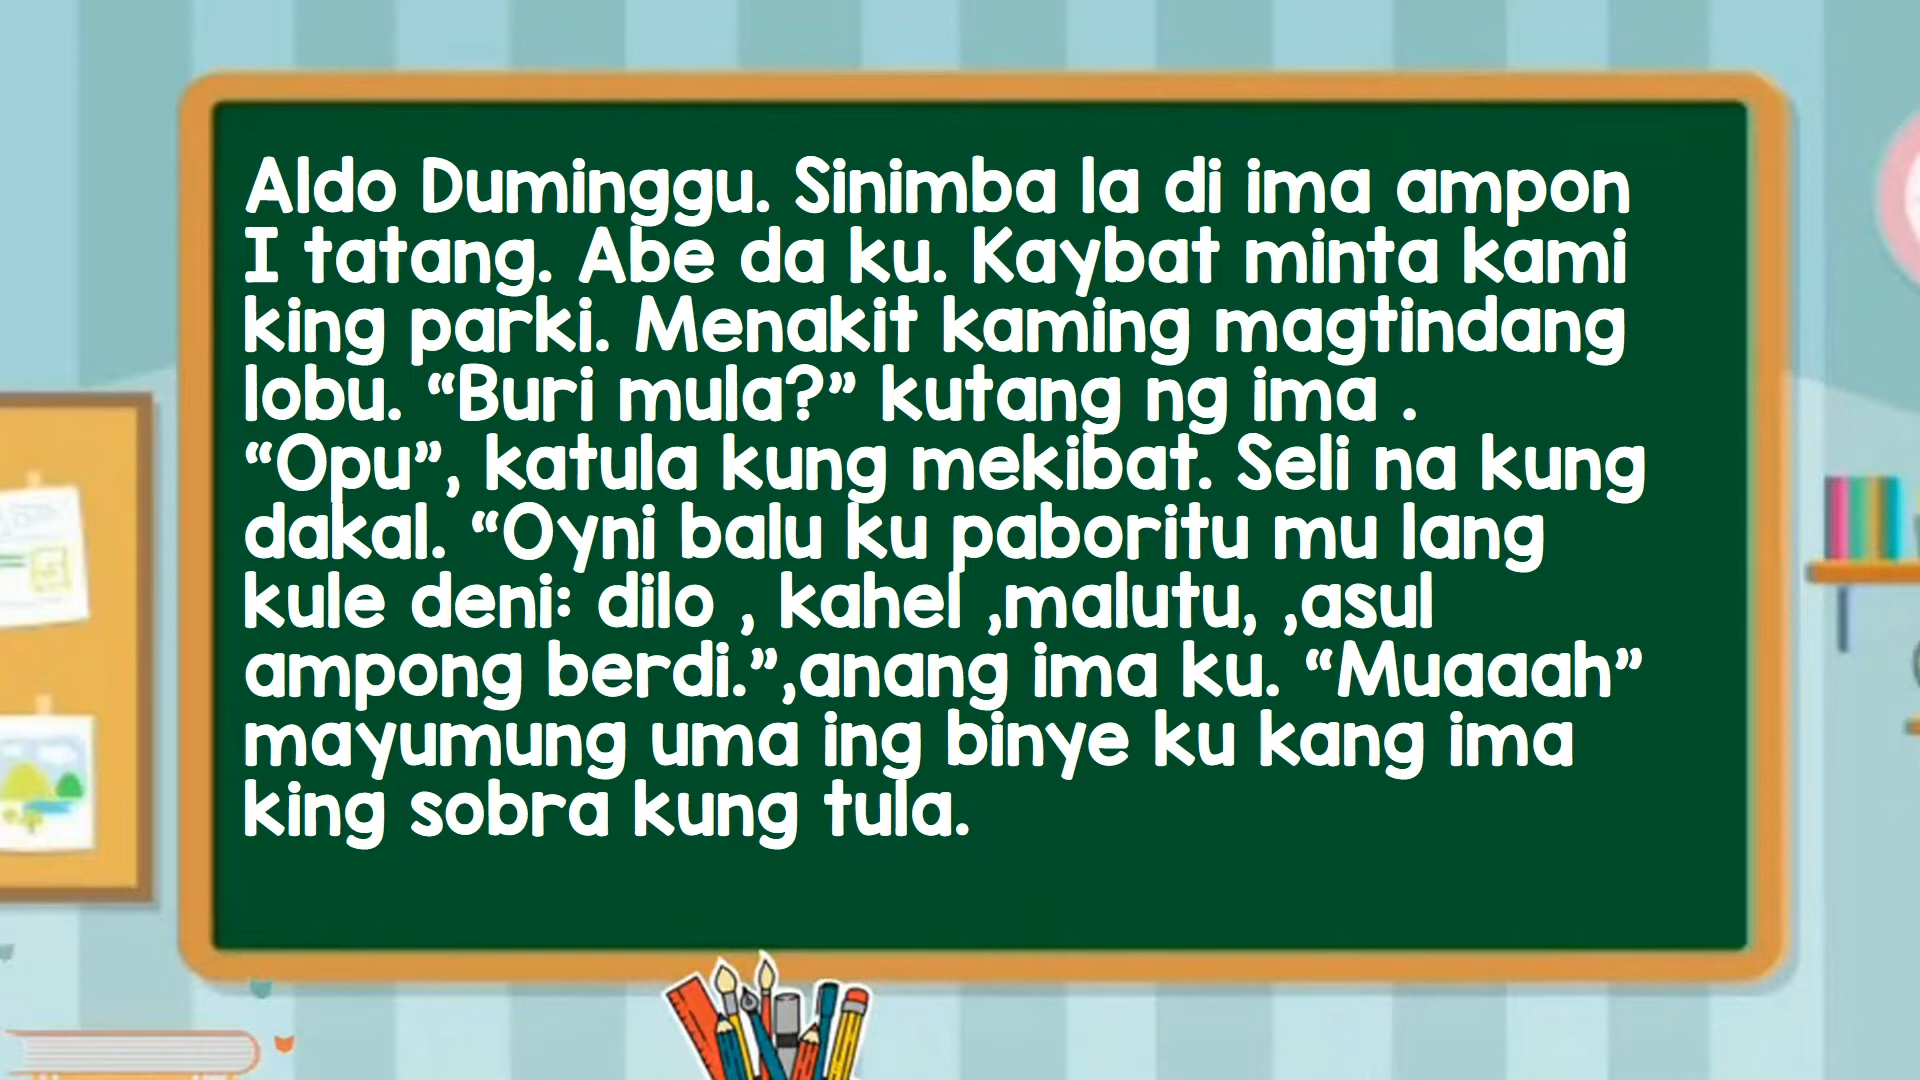 Aldo Duminggu. Sinimba la di ima ampon
I tatang. Abe da ku. Kaybat minta kami
king parki. Menakit kaming magtindang
lobu. “Buri mula?” kutang ng ima .
“Opu”, katula kung mekibat. Seli na kung
dakal. “Oyni balu ku paboritu mu lang
kule deni: dilo , kahel ,malutu, ,asul
ampong berdi.”,anang ima ku. “Muaaah”
mayumung uma ing binye ku kang ima
king sobra kung tula.